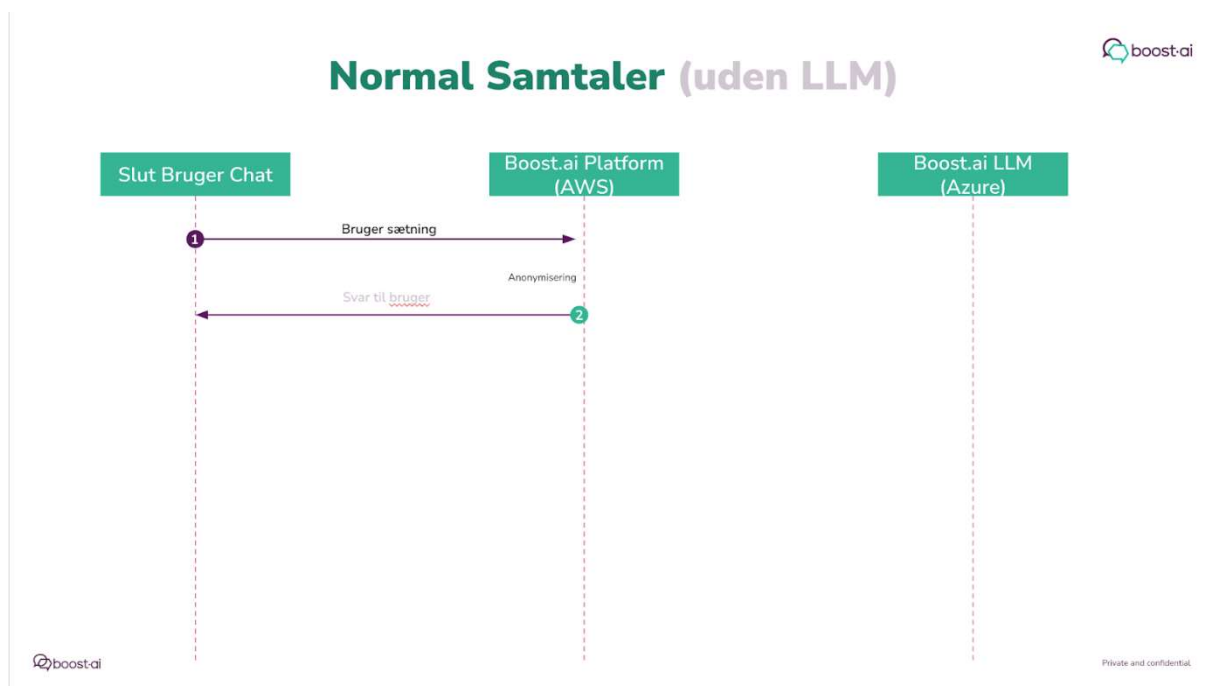 boost.ai
Normal Samtaler (uden LLM)
Slut Bruger Chat
Boost.ai Platform
(AWS)
Boost.ai LLM
(Azure)
1
Bruger sætning
Anonymisering
Svar til bruger
2
boost.ai
Private and confidential